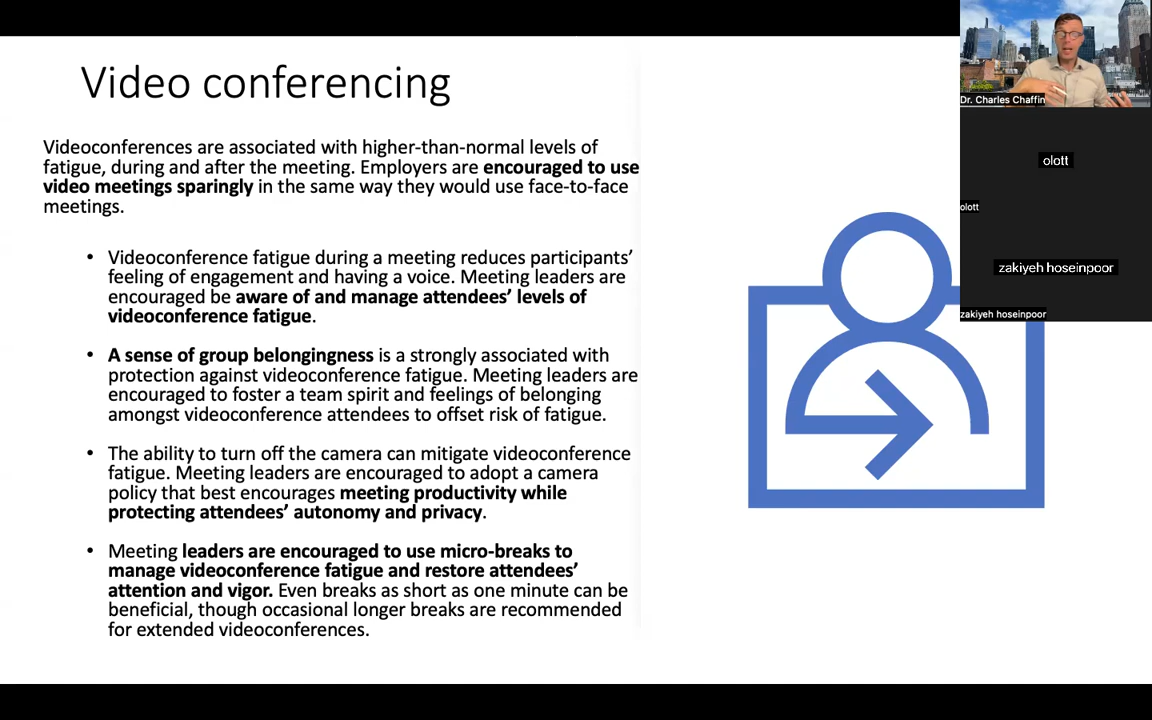 Video conferencing
Videoconferences are associated with higher-than-normal levels of
fatigue, during and after the meeting. Employers are encouraged to use
video meetings sparingly in the same way they would use face-to-face
meetings.
• Videoconference fatigue during a meeting reduces participants’
feeling of engagement and having a voice. Meeting leaders are
encouraged be aware of and manage attendees’ levels of
videoconference fatigue.
• A sense of group belongingness is a strongly associated with
protection against videoconference fatigue. Meeting leaders are
encouraged to foster a team spirit and feelings of belonging
amongst videoconference attendees to offset risk of fatigue.
• The ability to turn off the camera can mitigate videoconference
fatigue. Meeting leaders are encouraged to adopt a camera
policy that best encourages meeting productivity while
protecting attendees’ autonomy and privacy.
• Meeting leaders are encouraged to use micro-breaks to
manage videoconference fatigue and restore attendees’
attention and vigor. Even breaks as short as one minute can be
beneficial, though occasional longer breaks are recommended
for extended videoconferences.
Dr. Charles Chaffin
olott
olott
zakiyeh hoseinpoor
zakiyeh hoseinpoor